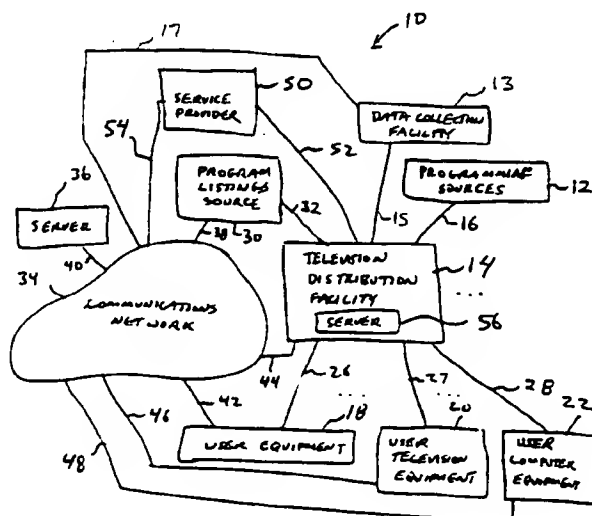 17
10
SERVICE
PROVIDER
50
DATA COLLECTION
FACILITY
13
54
52
36
SERVER
PROGRAM
LISTINGS
SOURCE
32
PROGRAMMING
SOURCES
12
15
16
40
38
30
34
COMMUNICATIONS
NETWORK
TELEVISION
DISTRIBUTION
FACILITY
14
...
SERVER
56
44
26
27
28
46
42
18
20
22
48
USER EQUIPMENT
USER
TELEVISION
EQUIPMENT
USER
COMPUTER
EQUIPMENT